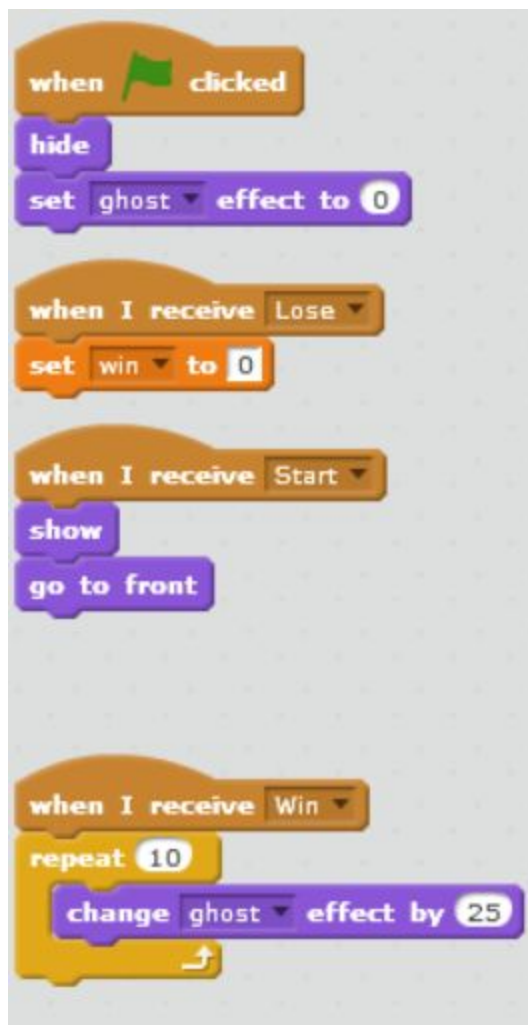 when clicked
hide
set ghost effect to 0
when I receive Lose
set win to 0
when I receive Start
show
go to front
when I receive Win
repeat 10
change ghost effect by 25